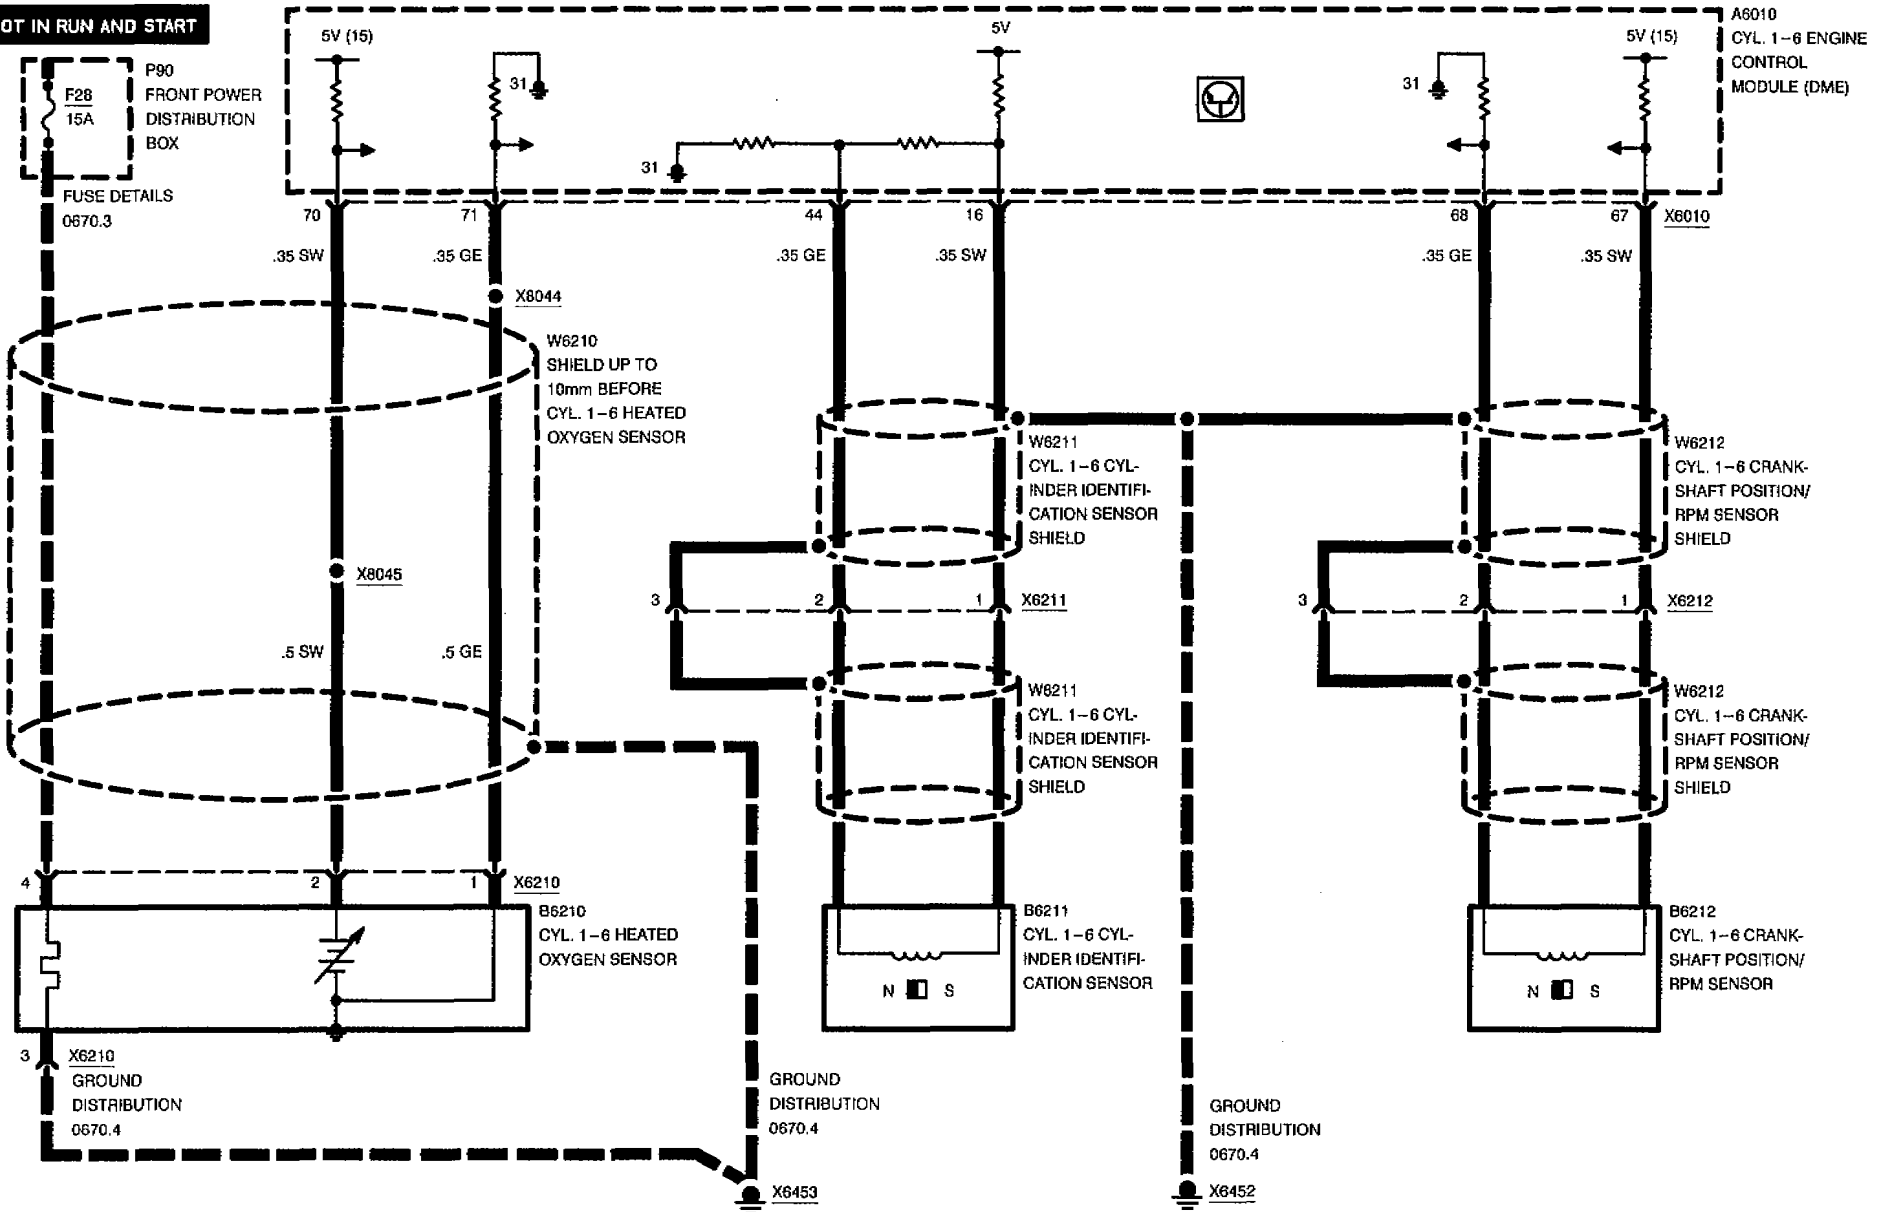 OT IN RUN AND START
F28
15A
P90
FRONT POWER
DISTRIBUTION
BOX
FUSE DETAILS
0670.3
5V (15)
31
5V
31
31
5V (15)
A6010
CYL. 1–6 ENGINE
CONTROL
MODULE (DME)
70
71
44
16
68
67
X6010
.35 SW
.35 GE
.35 GE
.35 SW
.35 GE
.35 SW
X8044
W6210
SHIELD UP TO
10mm BEFORE
CYL. 1–6 HEATED
OXYGEN SENSOR
W6211
CYL. 1–6 CYL-
INDER IDENTIFI-
CATION SENSOR
SHIELD
W6212
CYL. 1–6 CRANK-
SHAFT POSITION/
RPM SENSOR
SHIELD
X8045
3
2
1
X6211
3
2
1
X6212
.5 SW
.5 GE
W6211
CYL. 1–6 CYL-
INDER IDENTIFI-
CATION SENSOR
SHIELD
W6212
CYL. 1–6 CRANK-
SHAFT POSITION/
RPM SENSOR
SHIELD
4
2
1
X6210
B6210
CYL. 1–6 HEATED
OXYGEN SENSOR
B6211
CYL. 1–6 CYL-
INDER IDENTIFI-
CATION SENSOR
N
S
B6212
CYL. 1–6 CRANK-
SHAFT POSITION/
RPM SENSOR
N
S
3
X6210
GROUND
DISTRIBUTION
0670.4
GROUND
DISTRIBUTION
0670.4
GROUND
DISTRIBUTION
0670.4
X6453
X6452